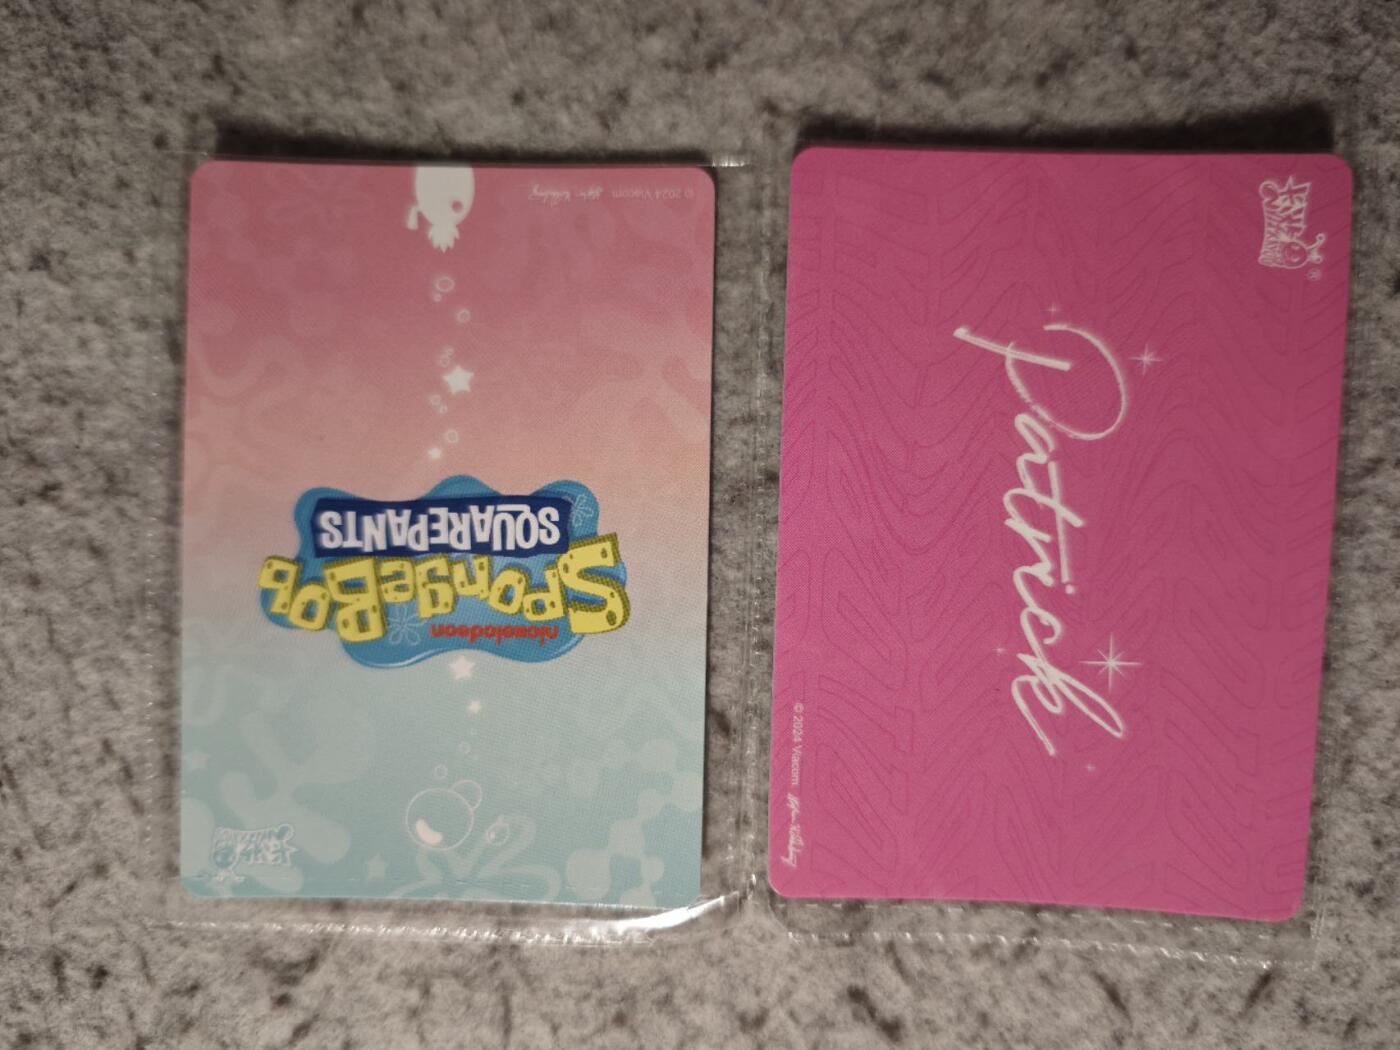 nickelodeon
SpongeBob
SQUAREPANTS
© 2024 Viacom
Patrick
© 2024 Viacom